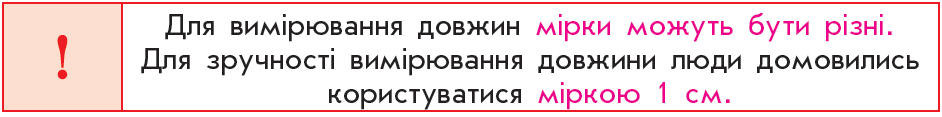 !
Для вимірювання довжин мірки можуть бути різні.
Для зручності вимірювання довжини люди домовились
користуватися міркою 1 см.